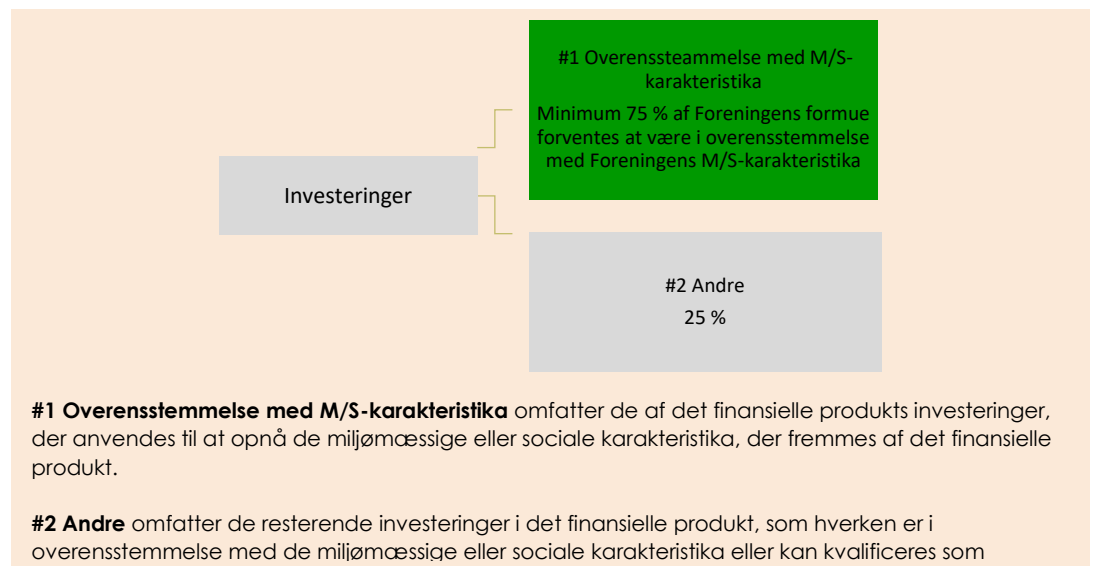 #1 Overenssteammelse med M/S-
karakteristika
Minimum 75 % af Foreningens formue
forventes at være i overensstemmelse
med Foreningens M/S-karakteristika
Investeringer
#2 Andre
25 %
#1 Overensstemmelse med M/S-karakteristika omfatter de af det finansielle produkts investeringer,
der anvendes til at opnå de miljømæssige eller sociale karakteristika, der fremmes af det finansielle
produkt.
#2 Andre omfatter de resterende investeringer i det finansielle produkt, som hverken er i
overensstemmelse med de miljømæssige eller sociale karakteristika eller kan kvalificeres som